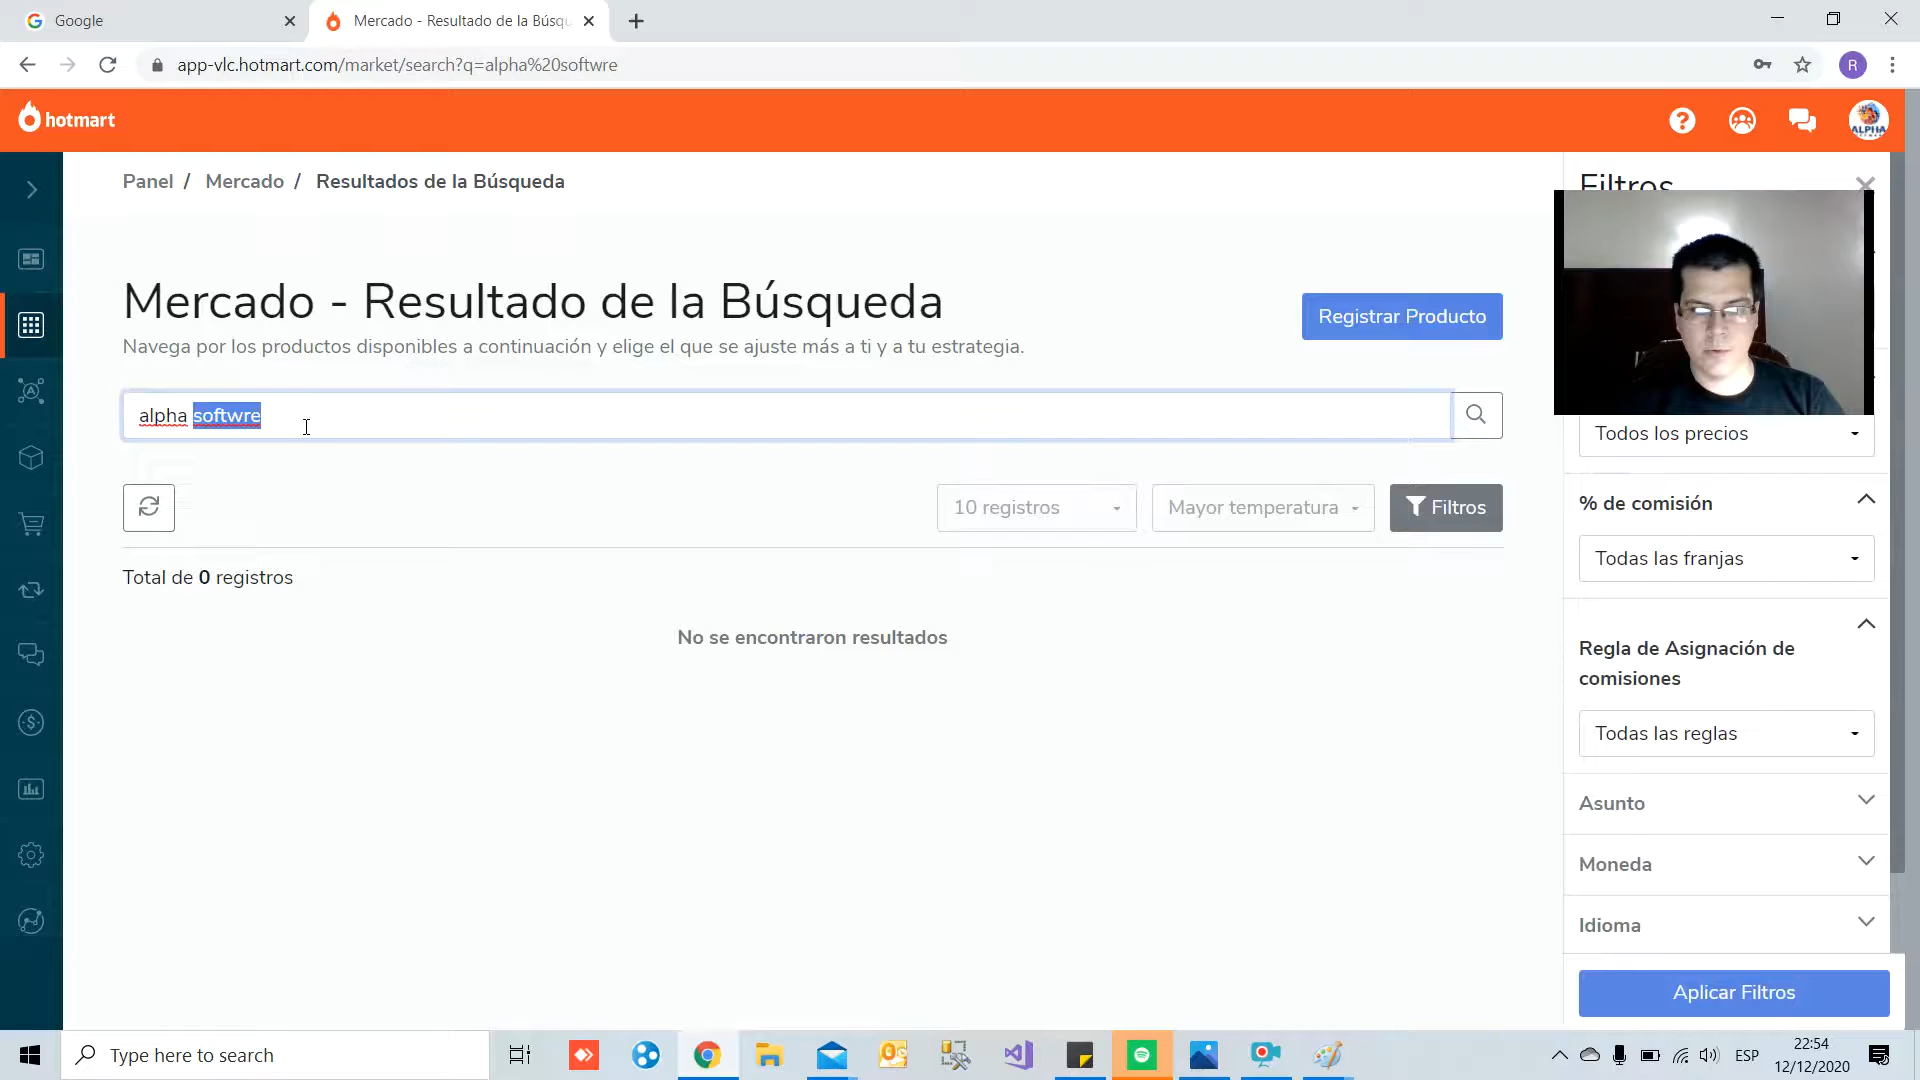 Google
Mercado - Resultado de la Búsqu
app-vlc.hotmart.com/market/search?q=alpha%20softwre
R
hotmart
ALPHA
Panel / Mercado / Resultados de la Búsqueda
Filtros
Mercado - Resultado de la Búsqueda
Registrar Producto
Navega por los productos disponibles a continuación y elige el que se ajuste más a ti y a tu estrategia.
alpha softwre
Todos los precios
10 registros
Mayor temperatura
Filtros
% de comisión
Todas las franjas
Total de 0 registros
No se encontraron resultados
Regla de Asignación de
comisiones
Todas las reglas
Asunto
Moneda
Idioma
Aplicar Filtros
Type here to search
ESP
22:54
12/12/2020